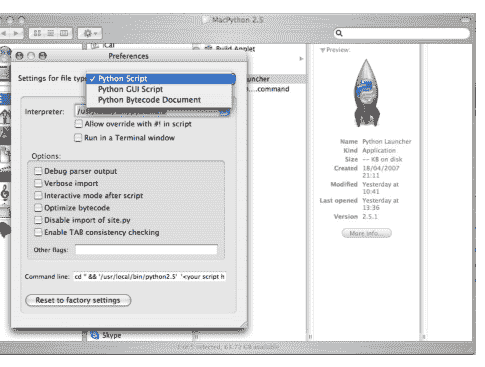 MacPython 2.5
iCal
Build Applet
Preview:
Preferences
Settings for file type:
✓ Python Script
Python GUI Script
Python Bytecode Document
Interpreter:
Allow override with #! in script
Run in a Terminal window
Options:
Debug parser output
Verbose import
Interactive mode after script
Optimize bytecode
Disable import of site.py
Enable TAB consistency checking
Other flags:
Command line: cd '' && '/usr/local/bin/python2.5' '<your script h
Reset to factory settings
....command
Name Python Launcher
Kind Application
Size -- KB on disk
Created 18/04/2007
21:11
Modified Yesterday at
10:41
Last opened Yesterday at
13:36
Version 2.5.1
More info...
Skype